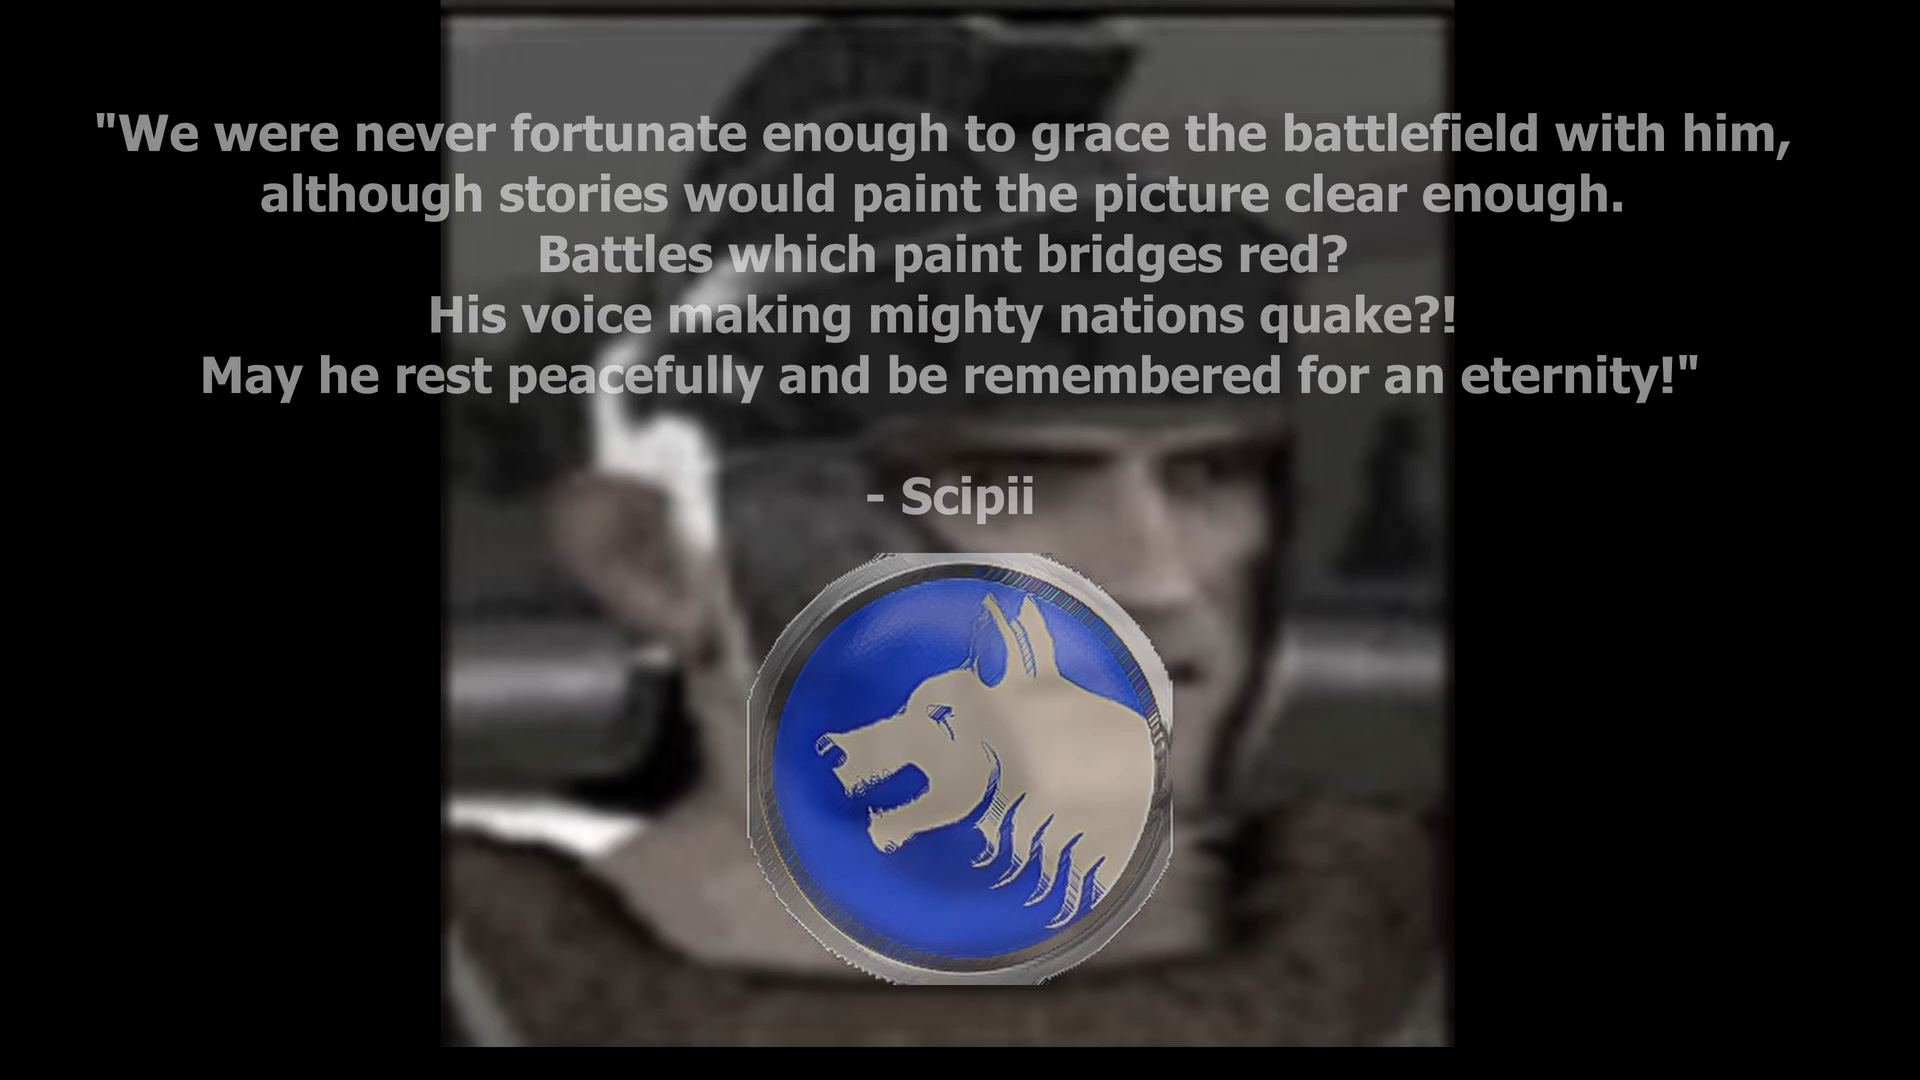 "We were never fortunate enough to grace the battlefield with him,
although stories would paint the picture clear enough.
Battles which paint bridges red?
His voice making mighty nations quake?!
May he rest peacefully and be remembered for an eternity!"
- Scipii